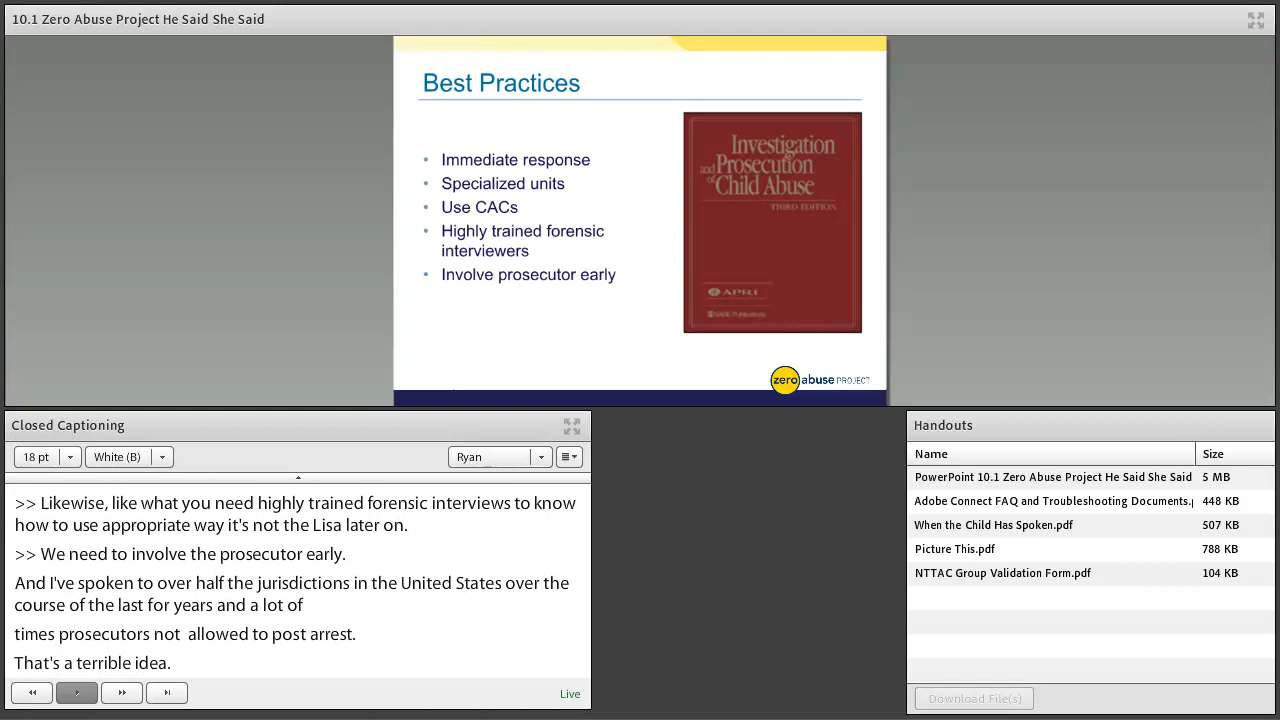 10.1 Zero Abuse Project He Said She Said
Best Practices
• Immediate response
• Specialized units
• Use CACs
• Highly trained forensic
interviewers
• Involve prosecutor early
Investigation
and Prosecution
of Child Abuse
THIRD EDITION
APRI
SAGE Publications
zero abuse PROJECT
Closed Captioning
18 pt White (B) Ryan
>> Likewise, like what you need highly trained forensic interviews to know
how to use appropriate way it's not the Lisa later on.
>> We need to involve the prosecutor early.
And I've spoken to over half the jurisdictions in the United States over the
course of the last for years and a lot of
times prosecutors not allowed to post arrest.
That's a terrible idea.
Live
Handouts
Name Size
PowerPoint 10.1 Zero Abuse Project He Said She Said 5 MB
Adobe Connect FAQ and Troubleshooting Documents.p 448 KB
When the Child Has Spoken.pdf 507 KB
Picture This.pdf 788 KB
NTTAC Group Validation Form.pdf 104 KB
Download File(s)